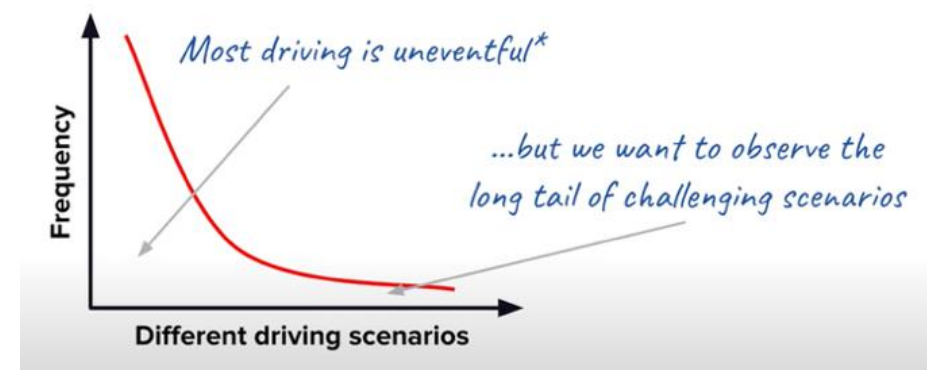 Most driving is uneventful*
...but we want to observe the
long tail of challenging scenarios
Frequency
Different driving scenarios